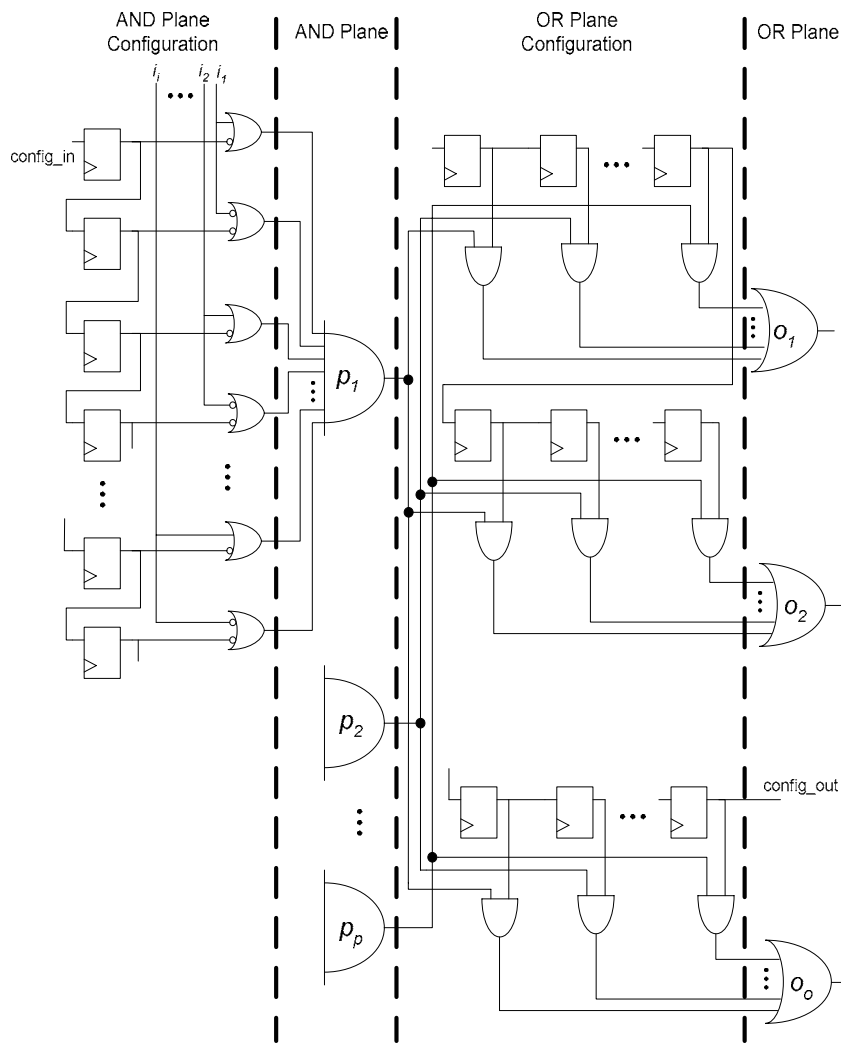 AND Plane
Configuration
AND Plane
OR Plane
Configuration
OR Plane
i_i ••• i_2 i_1
config_in
p_1
o_1
o_2
p_2
config_out
p_p
o_o